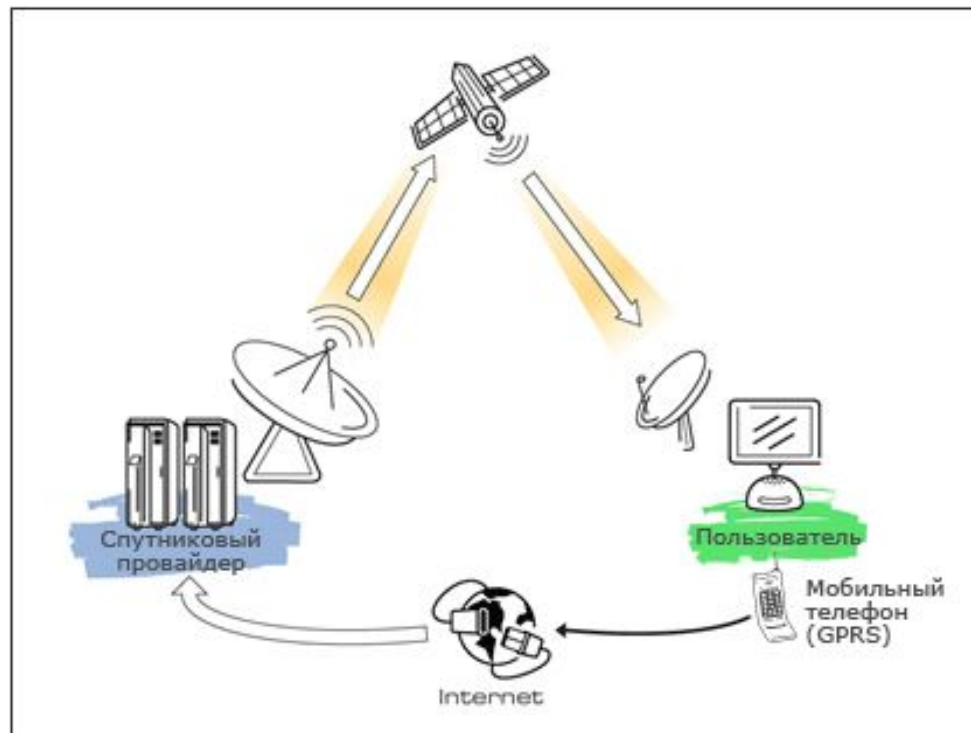 Спутниковый
провайдер
Пользователь
Мобильный
телефон
(GPRS)
Internet